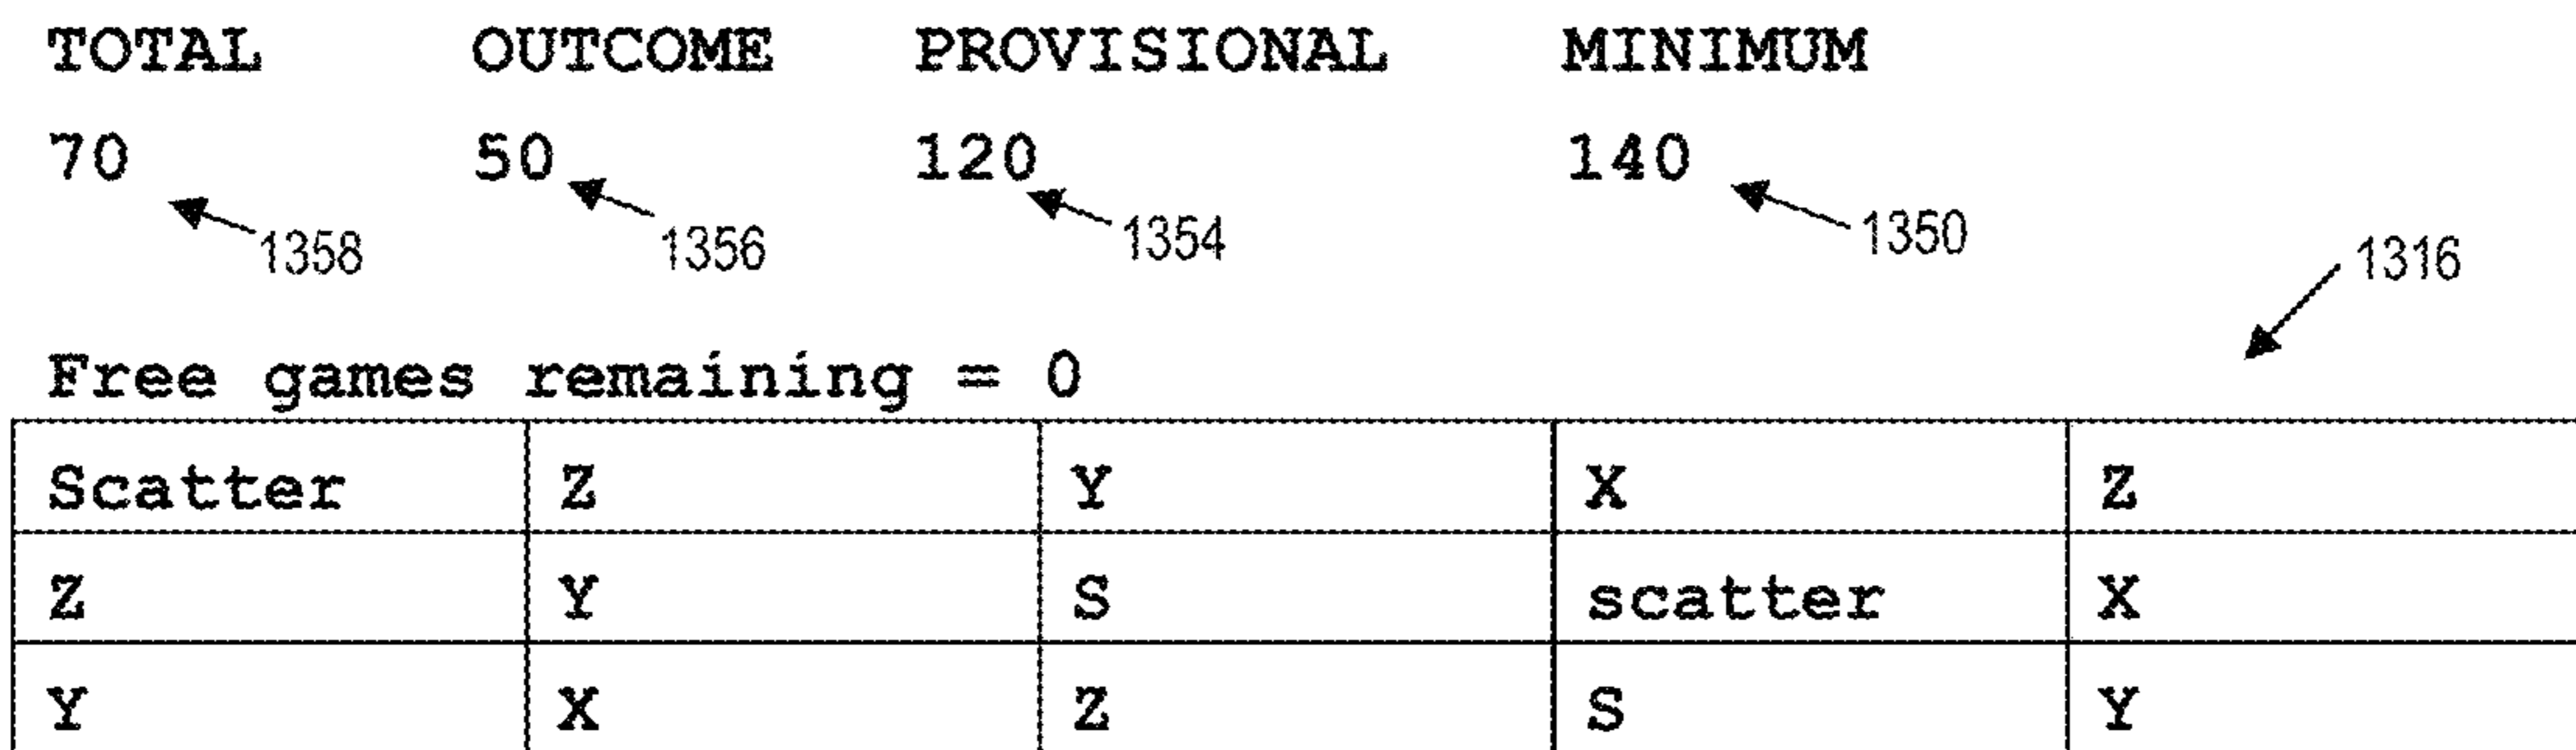 TOTAL OUTCOME PROVISIONAL MINIMUM
70 50 120 140
1358 1356 1354 1350 1316
Free games remaining = 0
Scatter Z Y X Z
Z Y S scatter X
Y X Z S Y